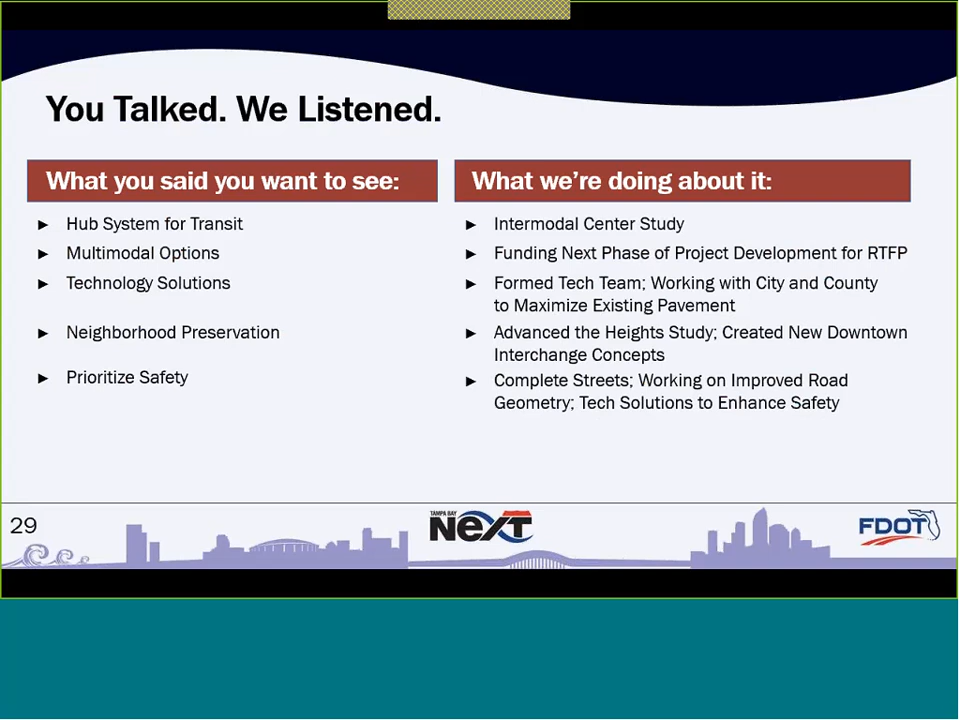 You Talked. We Listened.
What you said you want to see:
► Hub System for Transit
► Multimodal Options
► Technology Solutions
► Neighborhood Preservation
► Prioritize Safety
What we're doing about it:
► Intermodal Center Study
► Funding Next Phase of Project Development for RTFP
► Formed Tech Team; Working with City and County
to Maximize Existing Pavement
► Advanced the Heights Study; Created New Downtown
Interchange Concepts
► Complete Streets; Working on Improved Road
Geometry; Tech Solutions to Enhance Safety
29
TAMPA BAY
NEXT
FDOT